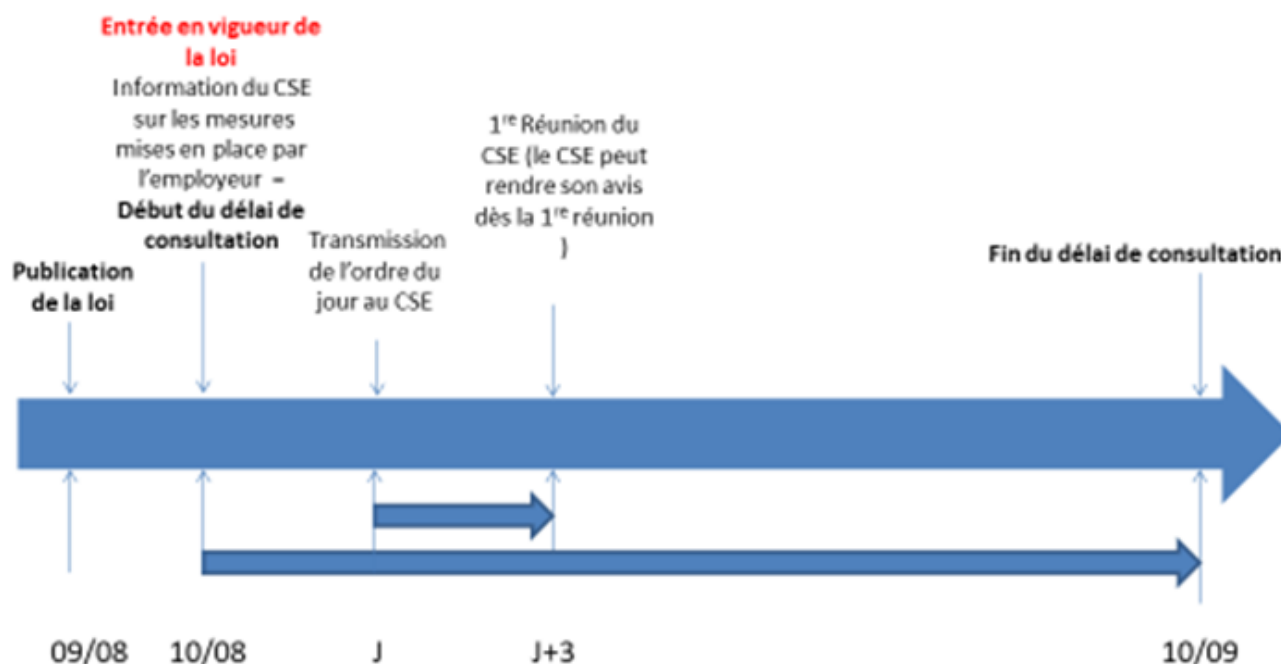 Entrée en vigueur de
la loi
Information du CSE
sur les mesures
mises en place par
l'employeur –
Début du délai de
consultation
Publication
de la loi
Transmission
de l'ordre du
jour au CSE
1re Réunion du
CSE (le CSE peut
rendre son avis
dès la 1re réunion
)
Fin du délai de consultation
09/08
10/08
J
J+3
10/09